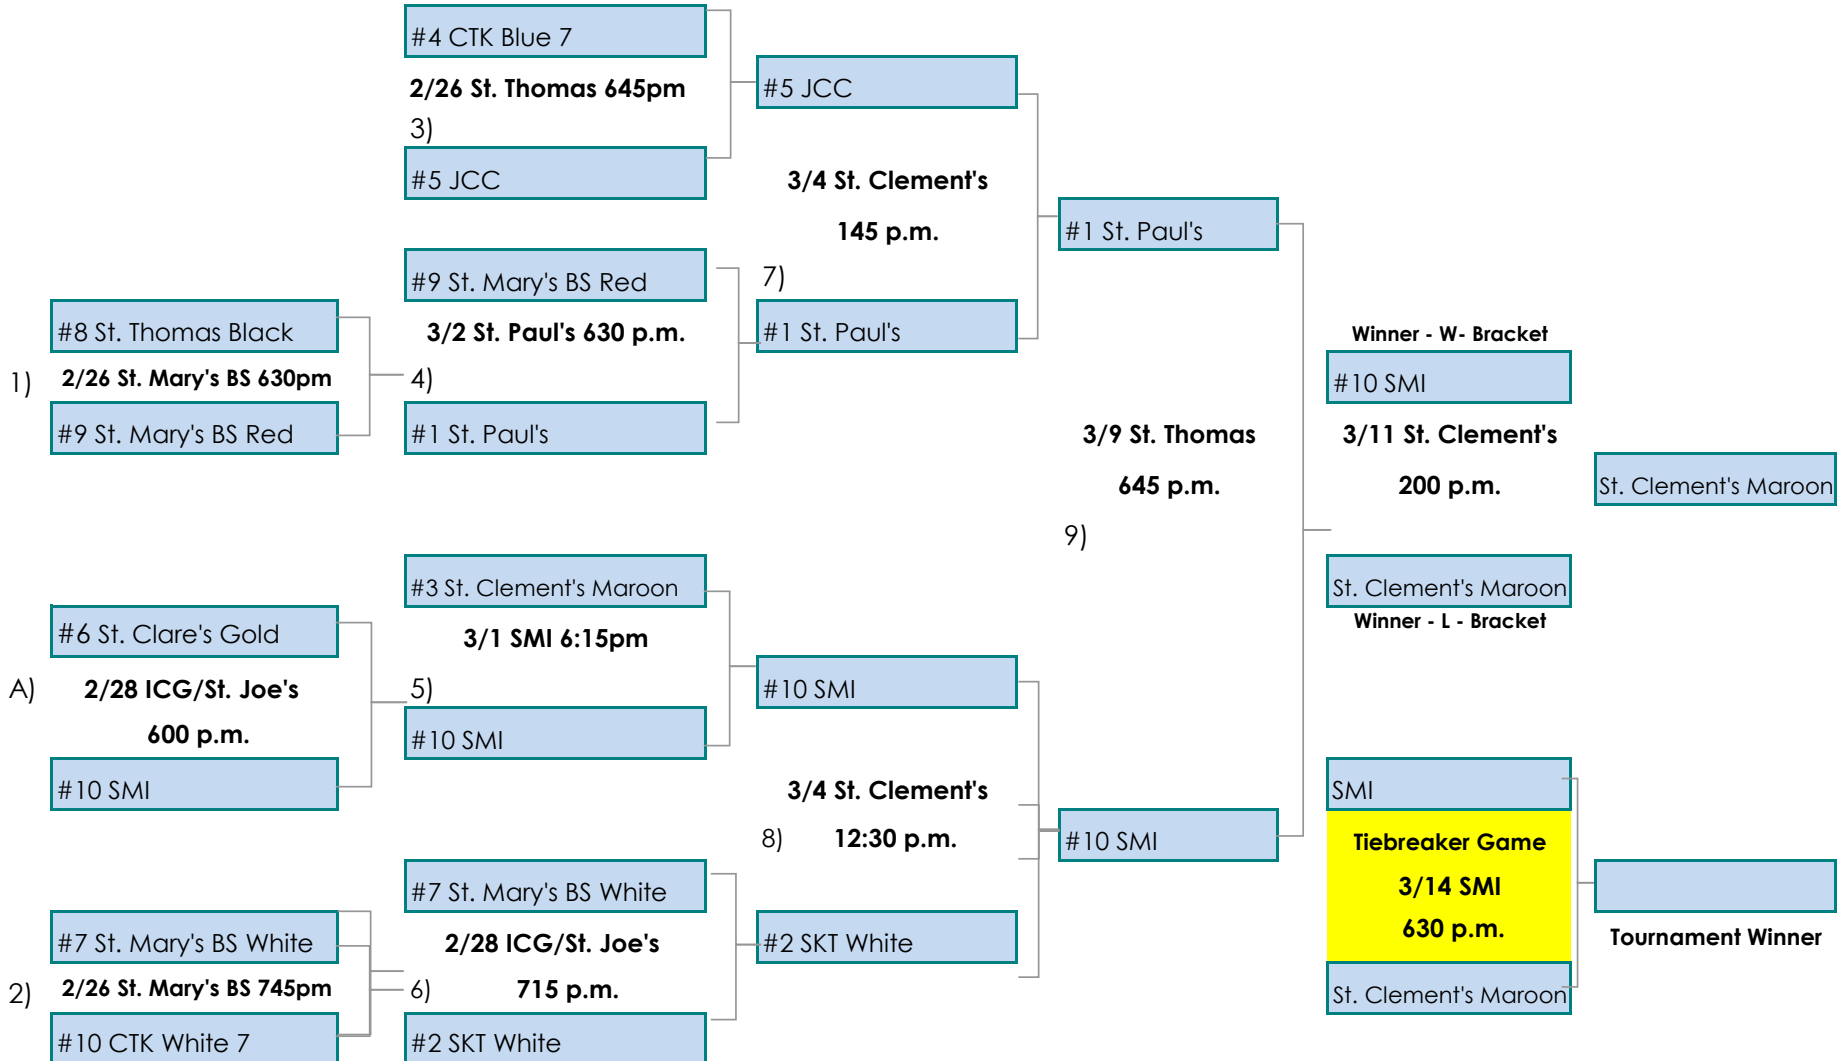 #4 CTK Blue 7
2/26 St. Thomas 645pm
3)
#5 JCC
#5 JCC
3/4 St. Clement's
145 p.m.
7)
#1 St. Paul's
#9 St. Mary's BS Red
3/2 St. Paul's 630 p.m.
4)
#1 St. Paul's
#8 St. Thomas Black
1)
2/26 St. Mary's BS 630pm
#9 St. Mary's BS Red
#1 St. Paul's
3/9 St. Thomas
645 p.m.
9)
Winner - W- Bracket
#10 SMI
3/11 St. Clement's
200 p.m.
St. Clement's Maroon
St. Clement's Maroon
Winner - L - Bracket
#3 St. Clement's Maroon
3/1 SMI 6:15pm
5)
#10 SMI
#6 St. Clare's Gold
A)
2/28 ICG/St. Joe's
600 p.m.
#10 SMI
#10 SMI
3/4 St. Clement's
8)
12:30 p.m.
#10 SMI
#7 St. Mary's BS White
2/28 ICG/St. Joe's
6)
715 p.m.
#2 SKT White
#2 SKT White
#7 St. Mary's BS White
2)
2/26 St. Mary's BS 745pm
#10 CTK White 7
SMI
Tiebreaker Game
3/14 SMI
630 p.m.
St. Clement's Maroon
Tournament Winner